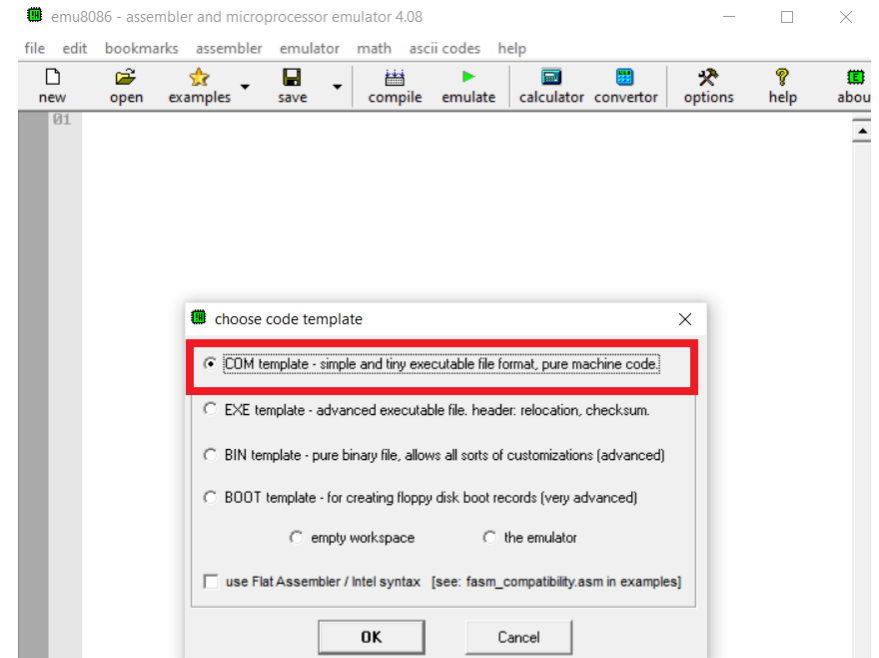 emu8086 - assembler and microprocessor emulator 4.08
file edit bookmarks assembler emulator math ascii codes help
new open examples save compile emulate calculator convertor options help abou
01
choose code template
COM template - simple and tiny executable file format, pure machine code.
EXE template - advanced executable file. header: relocation, checksum.
BIN template - pure binary file, allows all sorts of customizations (advanced)
BOOT template - for creating floppy disk boot records (very advanced)
empty workspace the emulator
use Flat Assembler / Intel syntax [see: fasm_compatibility.asm in examples]
OK Cancel